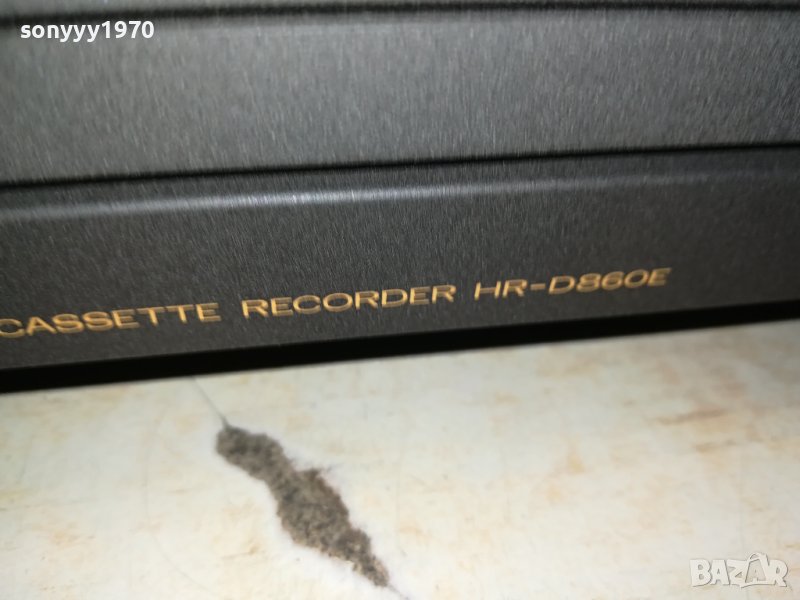 sonyyy1970
CASSETTE RECORDER HR-D860E
BAZAR